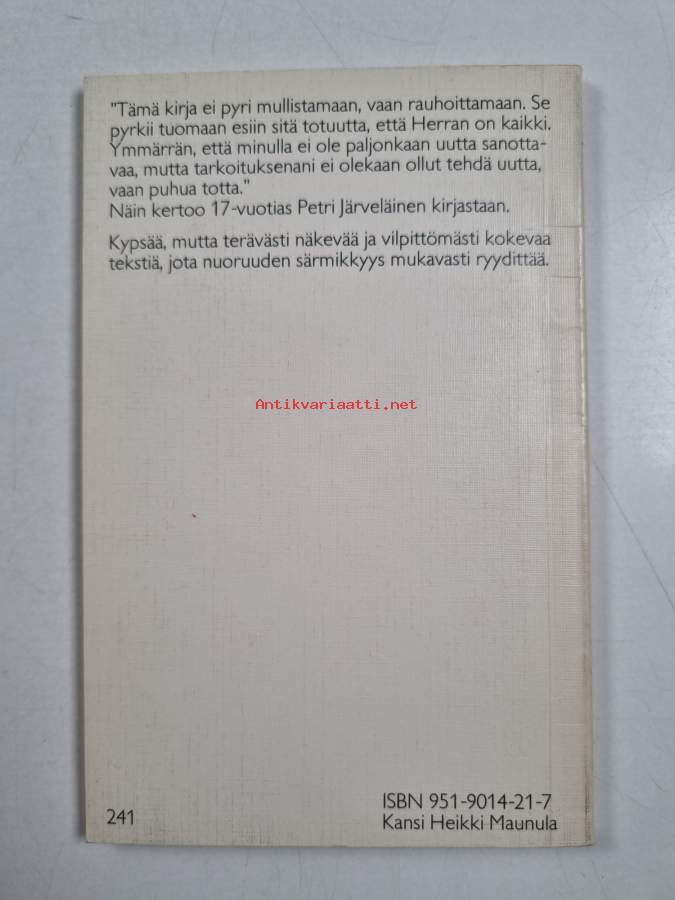 "Tämä kirja ei pyri mullistamaan, vaan rauhoittamaan. Se
pyrkii tuomaan esiin sitä totuutta, että Herran on kaikki.
Ymmärrän, että minulla ei ole paljonkaan uutta sanotta-
vaa, mutta tarkoituksenani ei olekaan ollut tehdä uutta,
vaan puhua totta."
Näin kertoo 17-vuotias Petri Järveläinen kirjastaan.
Kypsää, mutta terävästi näkevää ja vilpittömästi kokevaa
tekstiä, jota nuoruuden särmikkyys mukavasti ryydittää.
Antikvariaatti.net
ISBN 951-9014-21-7
241
Kansi Heikki Maunula